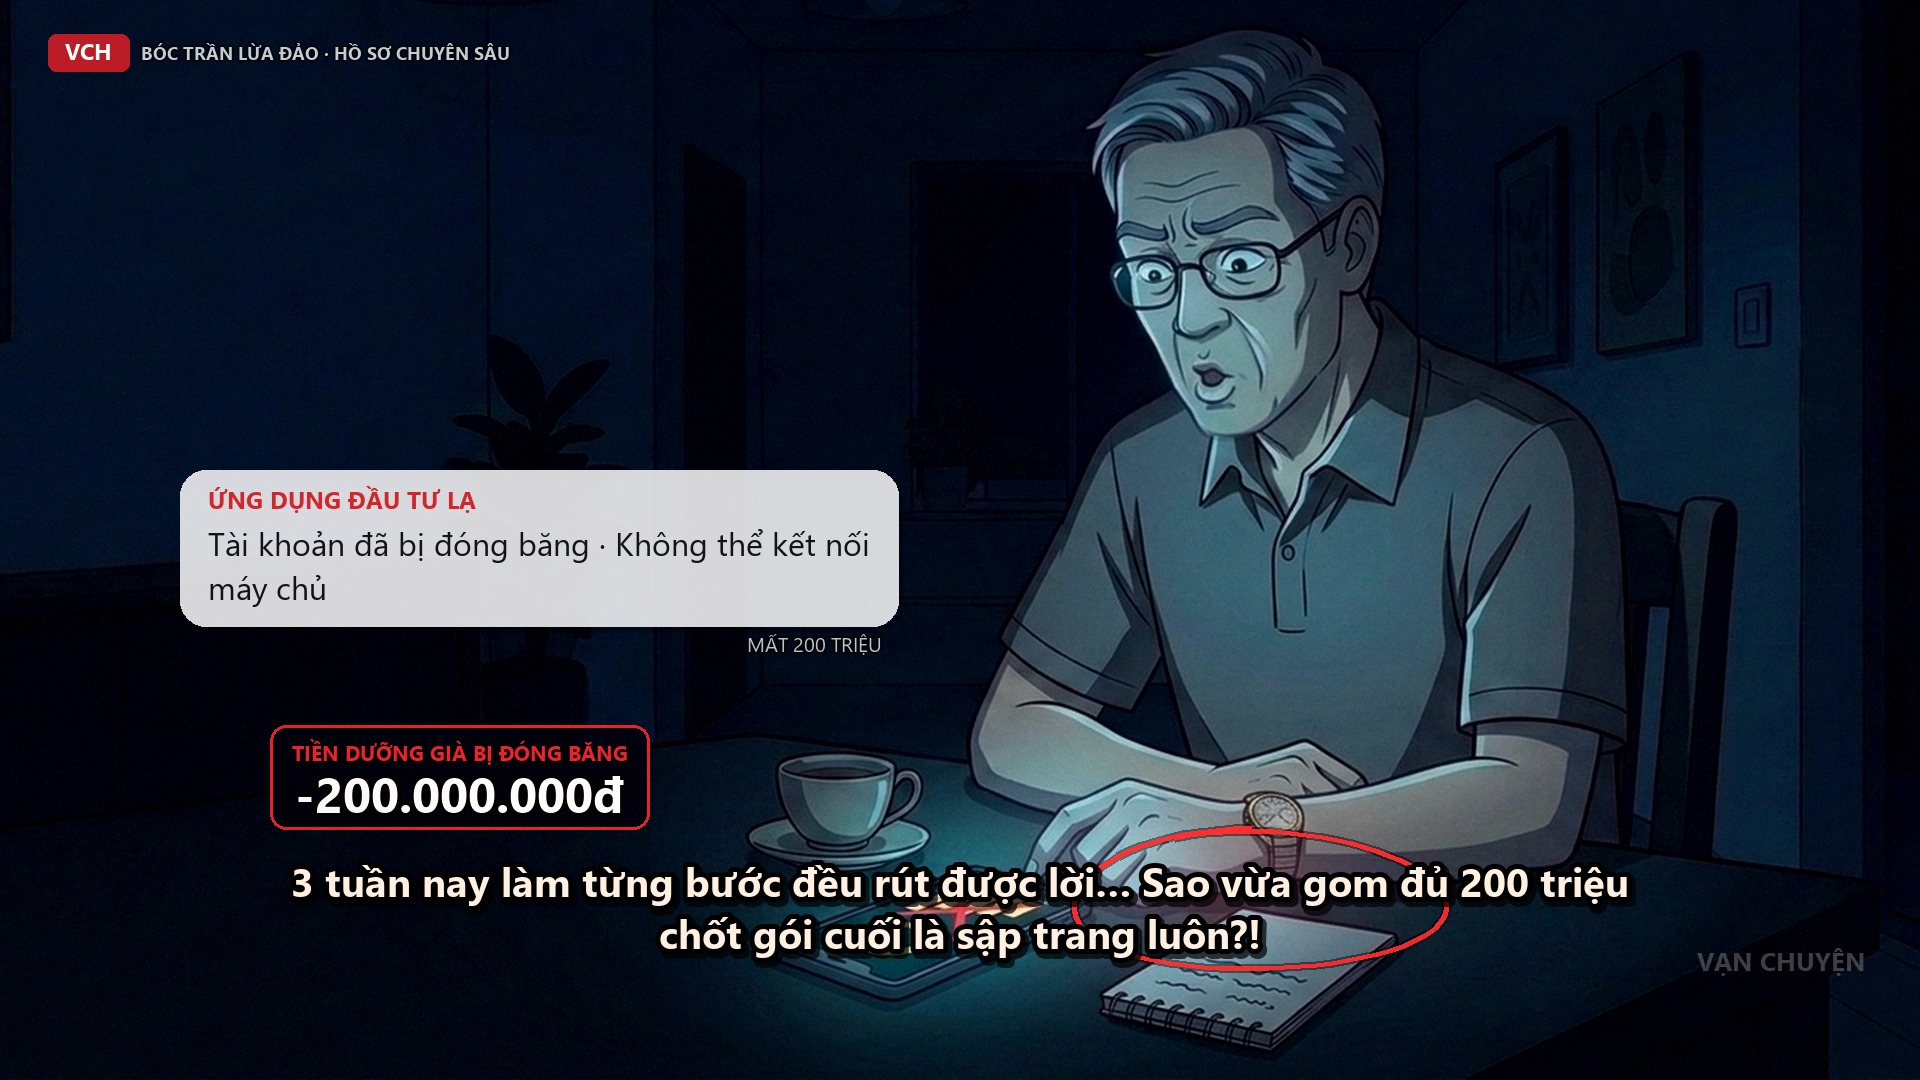 VCH BÓC TRẦN LỪA ĐẢO · HỒ SƠ CHUYÊN SÂU
ỨNG DỤNG ĐẦU TƯ LẠ
Tài khoản đã bị đóng băng · Không thể kết nối
máy chủ
MẤT 200 TRIỆU
TIỀN DƯỠNG GIÀ BỊ ĐÓNG BĂNG
-200.000.000đ
3 tuần nay làm từng bước đều rút được lời... Sao vừa gom đủ 200 triệu
chốt gói cuối là sập trang luôn?!
VẠN CHUYỆN